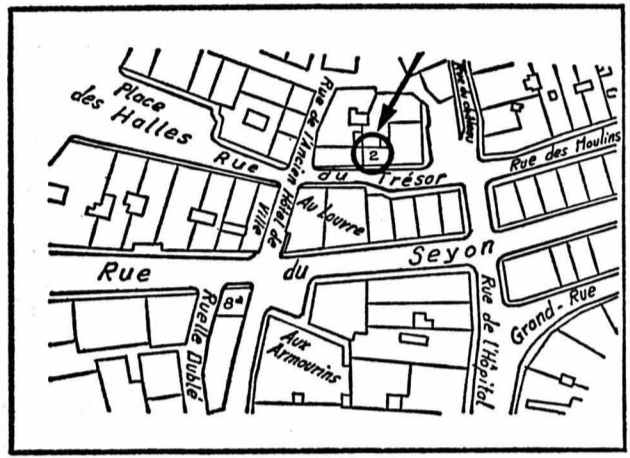 Place
des Halles
Rue de l'Ancien Hôtel de
Ville
Rue du château
2
Rue du Trésor
Rue des Moulins
Au Louvre
Rue du Seyon
8a
Ruelle Dublé
Aux
Armourins
Rue de l'Hôpital
Grand-Rue